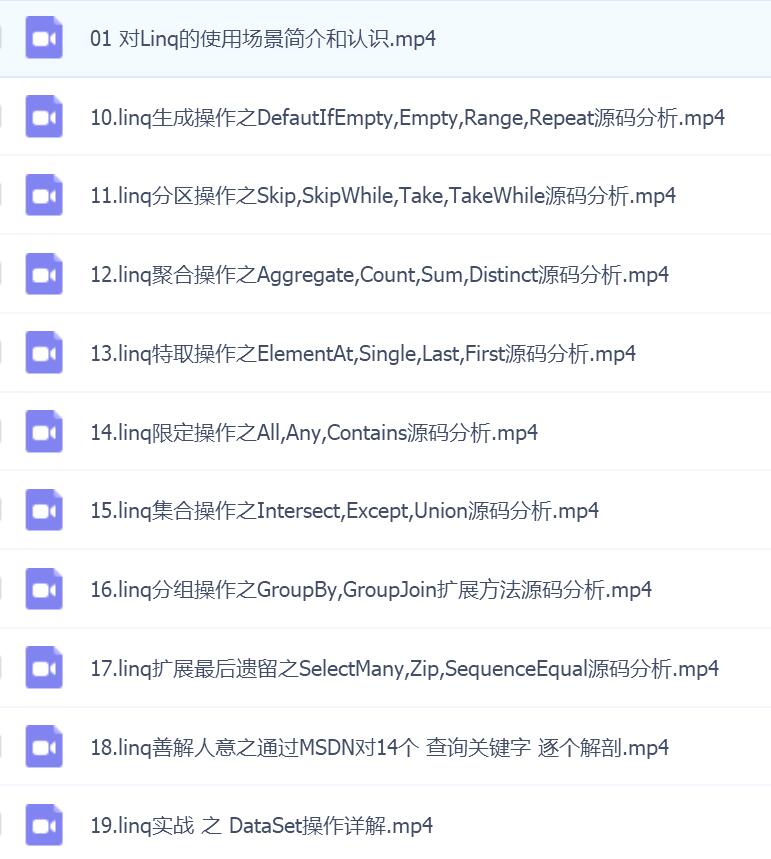 01 对Linq的使用场景简介和认识.mp4
10.linq生成操作之DefautIfEmpty,Empty,Range,Repeat源码分析.mp4
11.linq分区操作之Skip,SkipWhile,Take,TakeWhile源码分析.mp4
12.linq聚合操作之Aggregate,Count,Sum,Distinct源码分析.mp4
13.linq特取操作之ElementAt,Single,Last,First源码分析.mp4
14.linq限定操作之All,Any,Contains源码分析.mp4
15.linq集合操作之Intersect,Except,Union源码分析.mp4
16.linq分组操作之GroupBy,GroupJoin扩展方法源码分析.mp4
17.linq扩展最后遗留之SelectMany,Zip,SequenceEqual源码分析.mp4
18.linq善解人意之通过MSDN对14个 查询关键字 逐个解剖.mp4
19.linq实战 之 DataSet操作详解.mp4